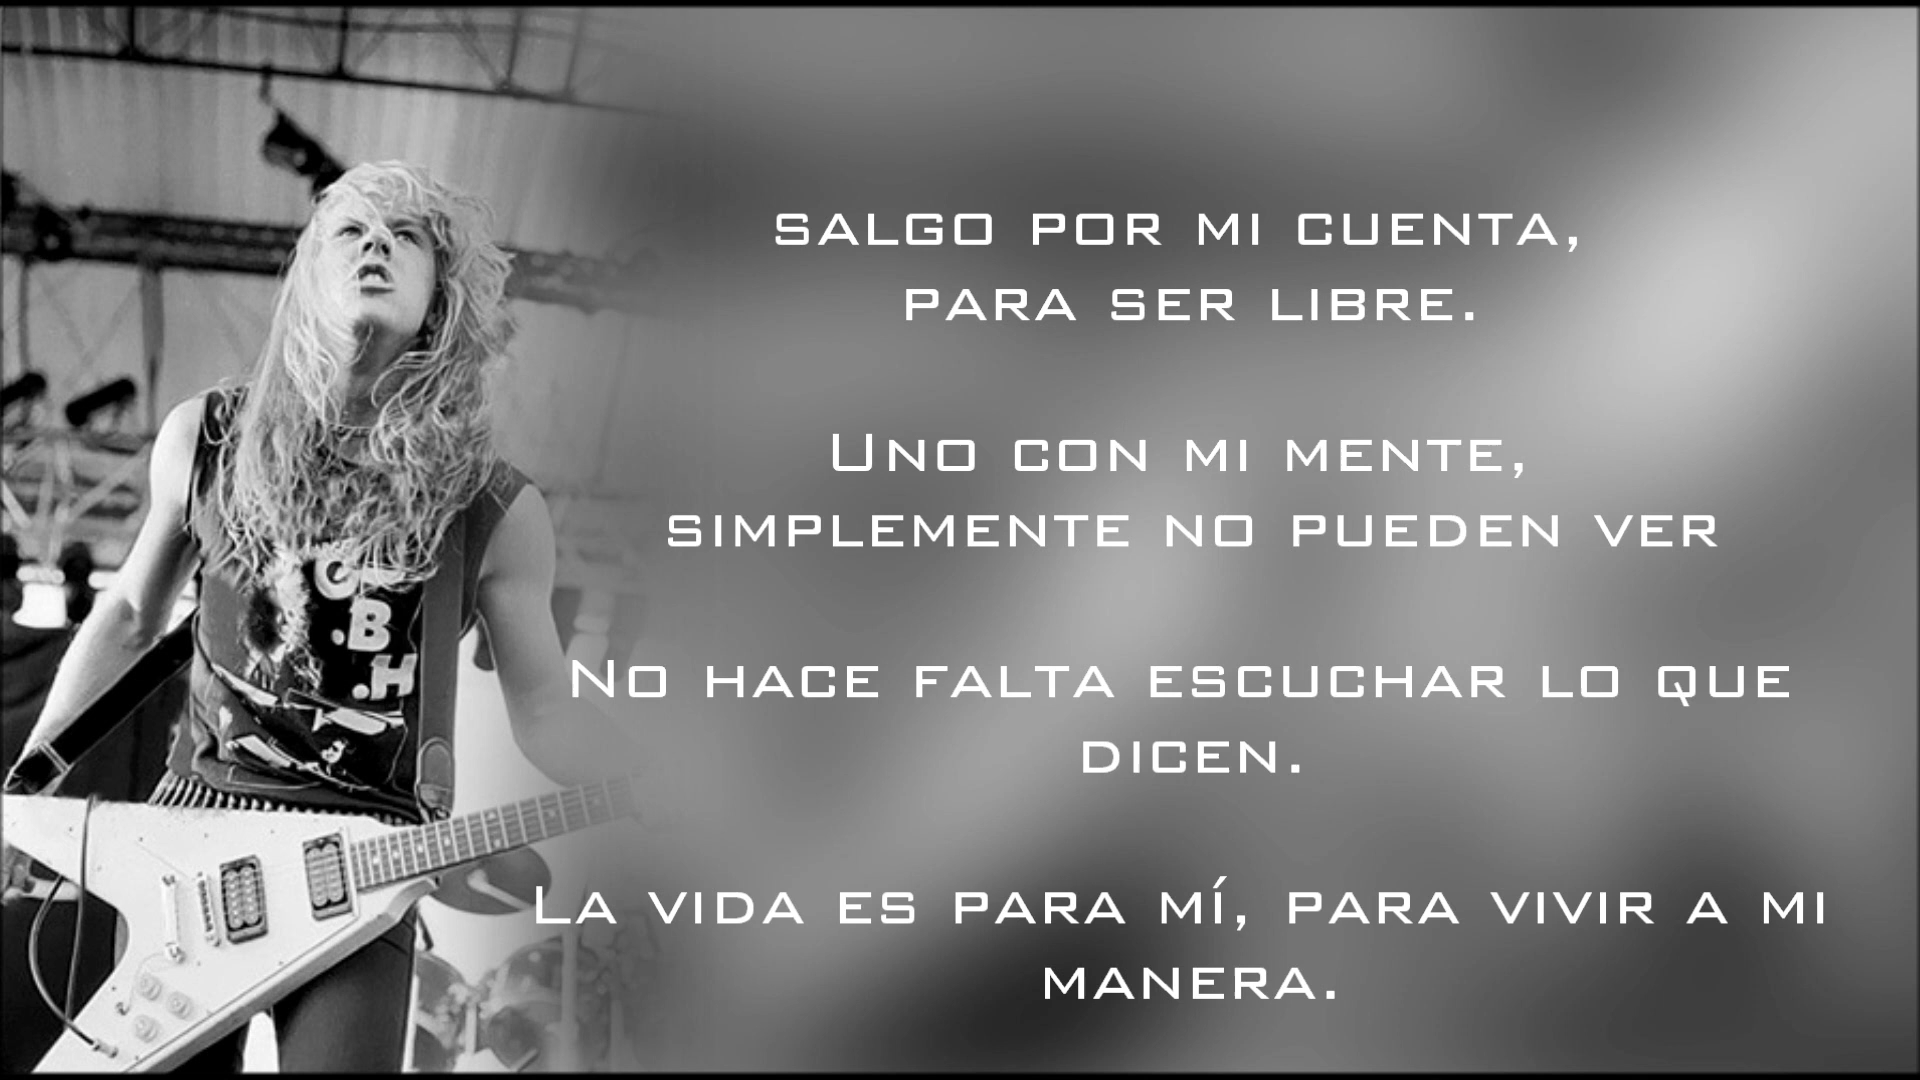 SALGO POR MI CUENTA,
PARA SER LIBRE.
UNO CON MI MENTE,
SIMPLEMENTE NO PUEDEN VER
NO HACE FALTA ESCUCHAR LO QUE
DICEN.
LA VIDA ES PARA MÍ, PARA VIVIR A MI
MANERA.
G
.B
.H